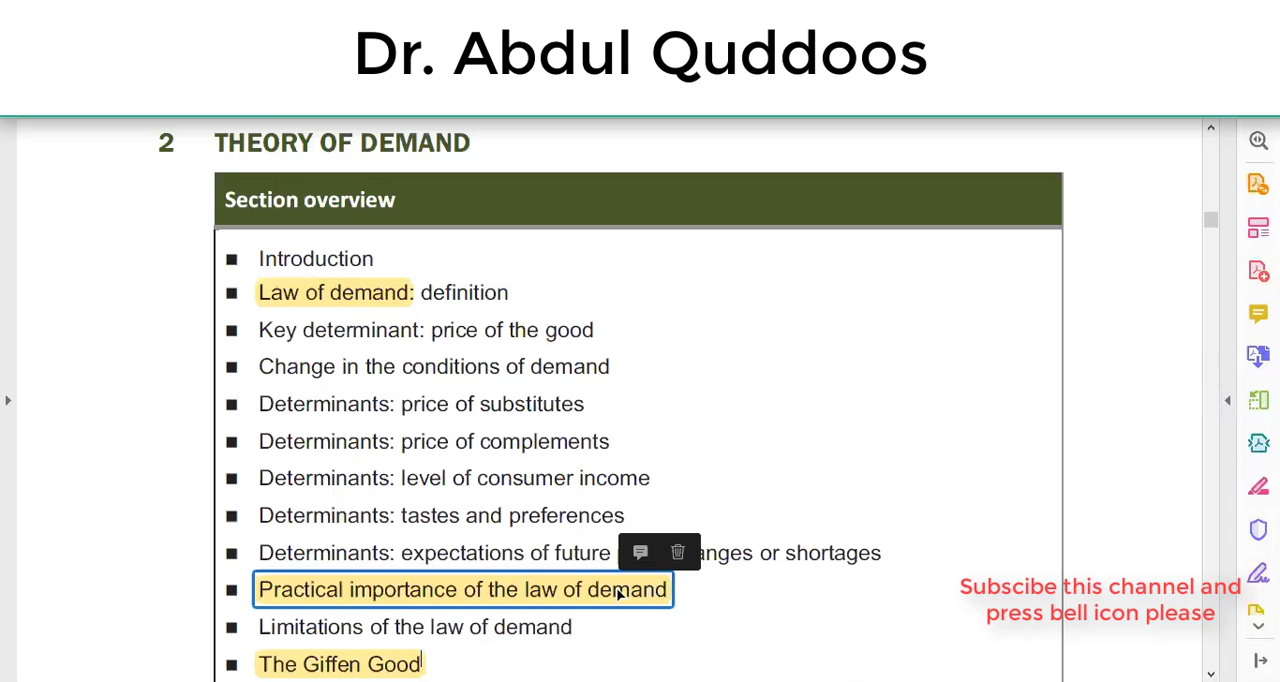 Dr. Abdul Quddoos
2 THEORY OF DEMAND
Section overview
■ Introduction
■ Law of demand: definition
■ Key determinant: price of the good
■ Change in the conditions of demand
■ Determinants: price of substitutes
■ Determinants: price of complements
■ Determinants: level of consumer income
■ Determinants: tastes and preferences
■ Determinants: expectations of future anges or shortages
■ Practical importance of the law of demand
■ Limitations of the law of demand
■ The Giffen Good
Subscibe this channel and
press bell icon please